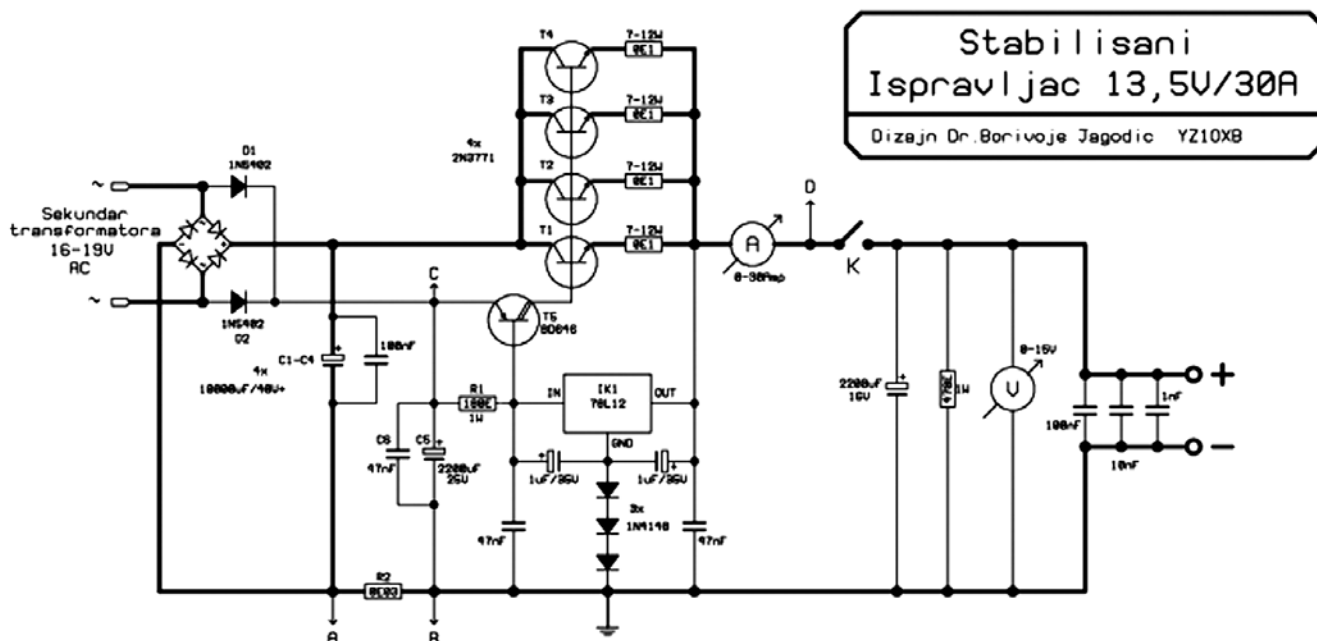 Stabilisani
Ispravljac 13,5V/30A
Dizajn Dr.Borivoje Jagodic YZ1OXB
T4
7-12W
0E1
T3
7-12W
0E1
4x
2N3771
T2
7-12W
0E1
T1
7-12W
0E1
D1
1N5402
~
Sekundar
transformatora
16-19V
AC
~
1N5402
D2
C
T5
BD646
A
0-30Amp
D
K
C1-C4
4x
10000uF/40V+
100nF
R1
100E
1W
IN
IK1
78L12
OUT
GND
C6
47nF
C5
2200uF
25V
1uF/35V
1uF/35V
3x
1N4148
47nF
47nF
R2
0E03
A
B
2200uF
16V
470E
1W
0-15V
V
100nF
10nF
1nF
+
-